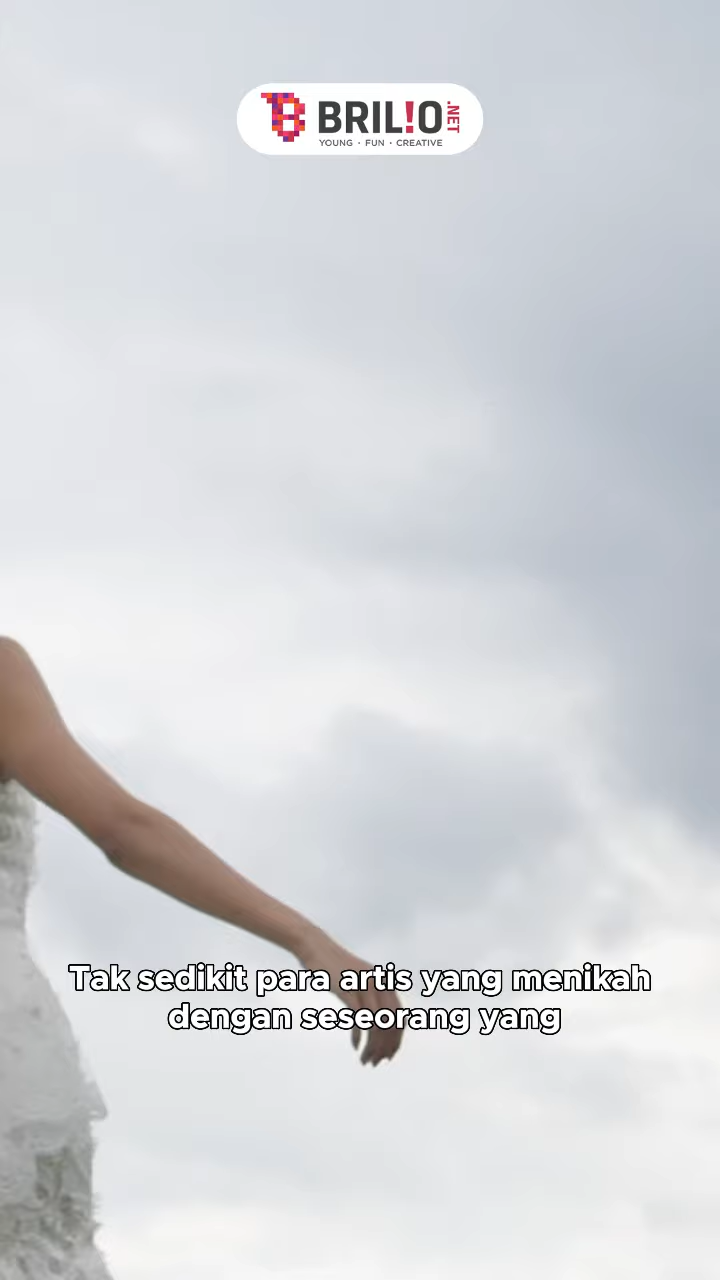 BRIL!O.NET
YOUNG · FUN · CREATIVE
Tak sedikit para artis yang menikah
dengan seseorang yang